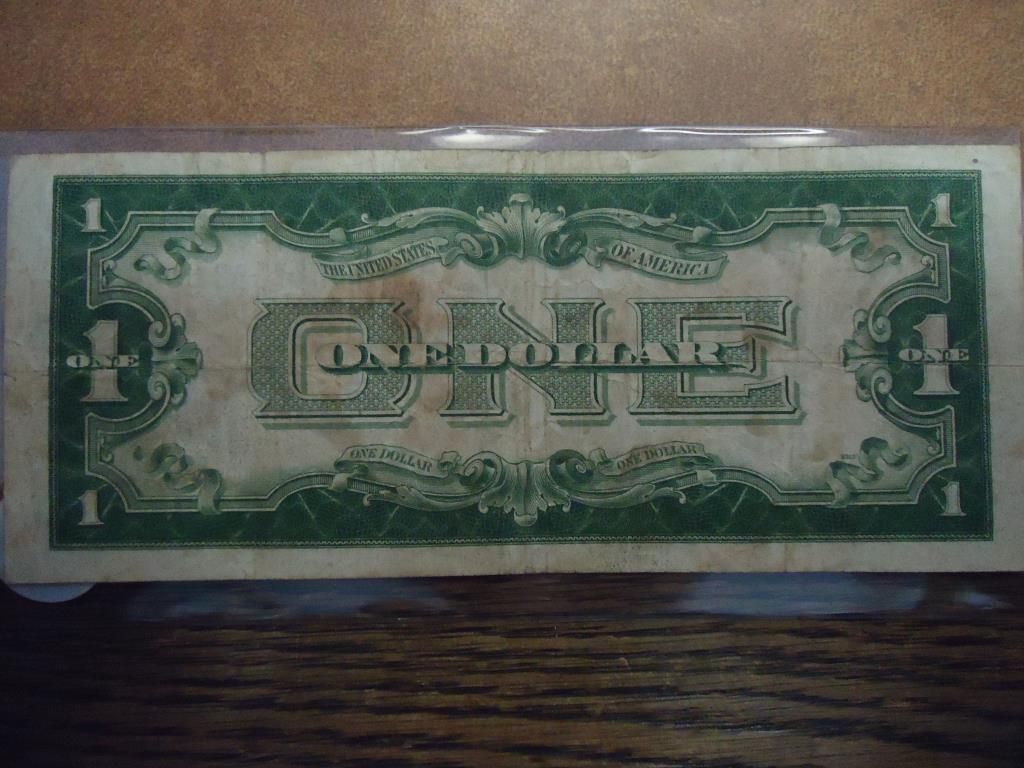 1 1
THE UNITED STATES OF AMERICA
ONE
1 ONE 1 ONE
ONE DOLLAR
ONE DOLLAR ONE DOLLAR
1 1